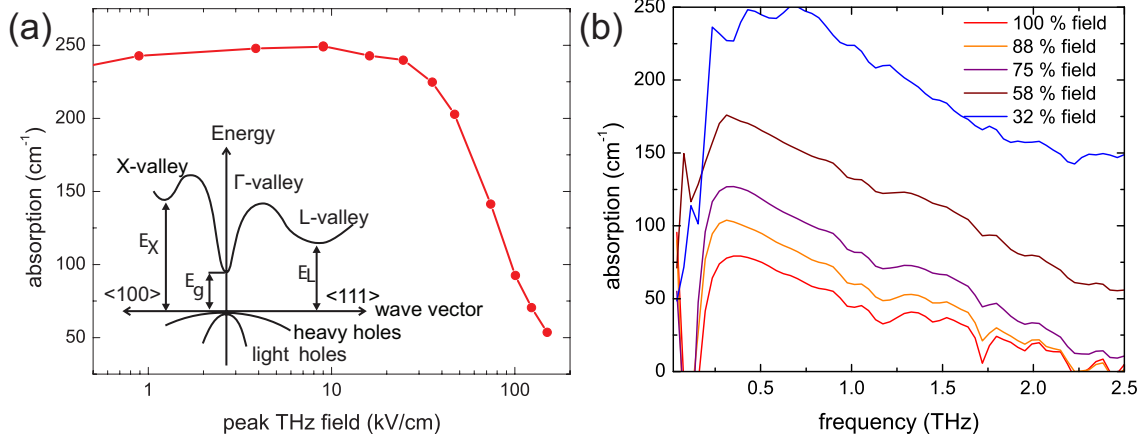 (a)
250
200
150
100
50
absorption (cm⁻¹)
1
10
100
peak THz field (kV/cm)
Energy
X-valley
Γ-valley
L-valley
E_X
E_g
E_L
<100>
<111>
wave vector
heavy holes
light holes
(b)
250
200
150
100
50
0
absorption (cm⁻¹)
0.5
1.0
1.5
2.0
2.5
frequency (THz)
100 % field
88 % field
75 % field
58 % field
32 % field